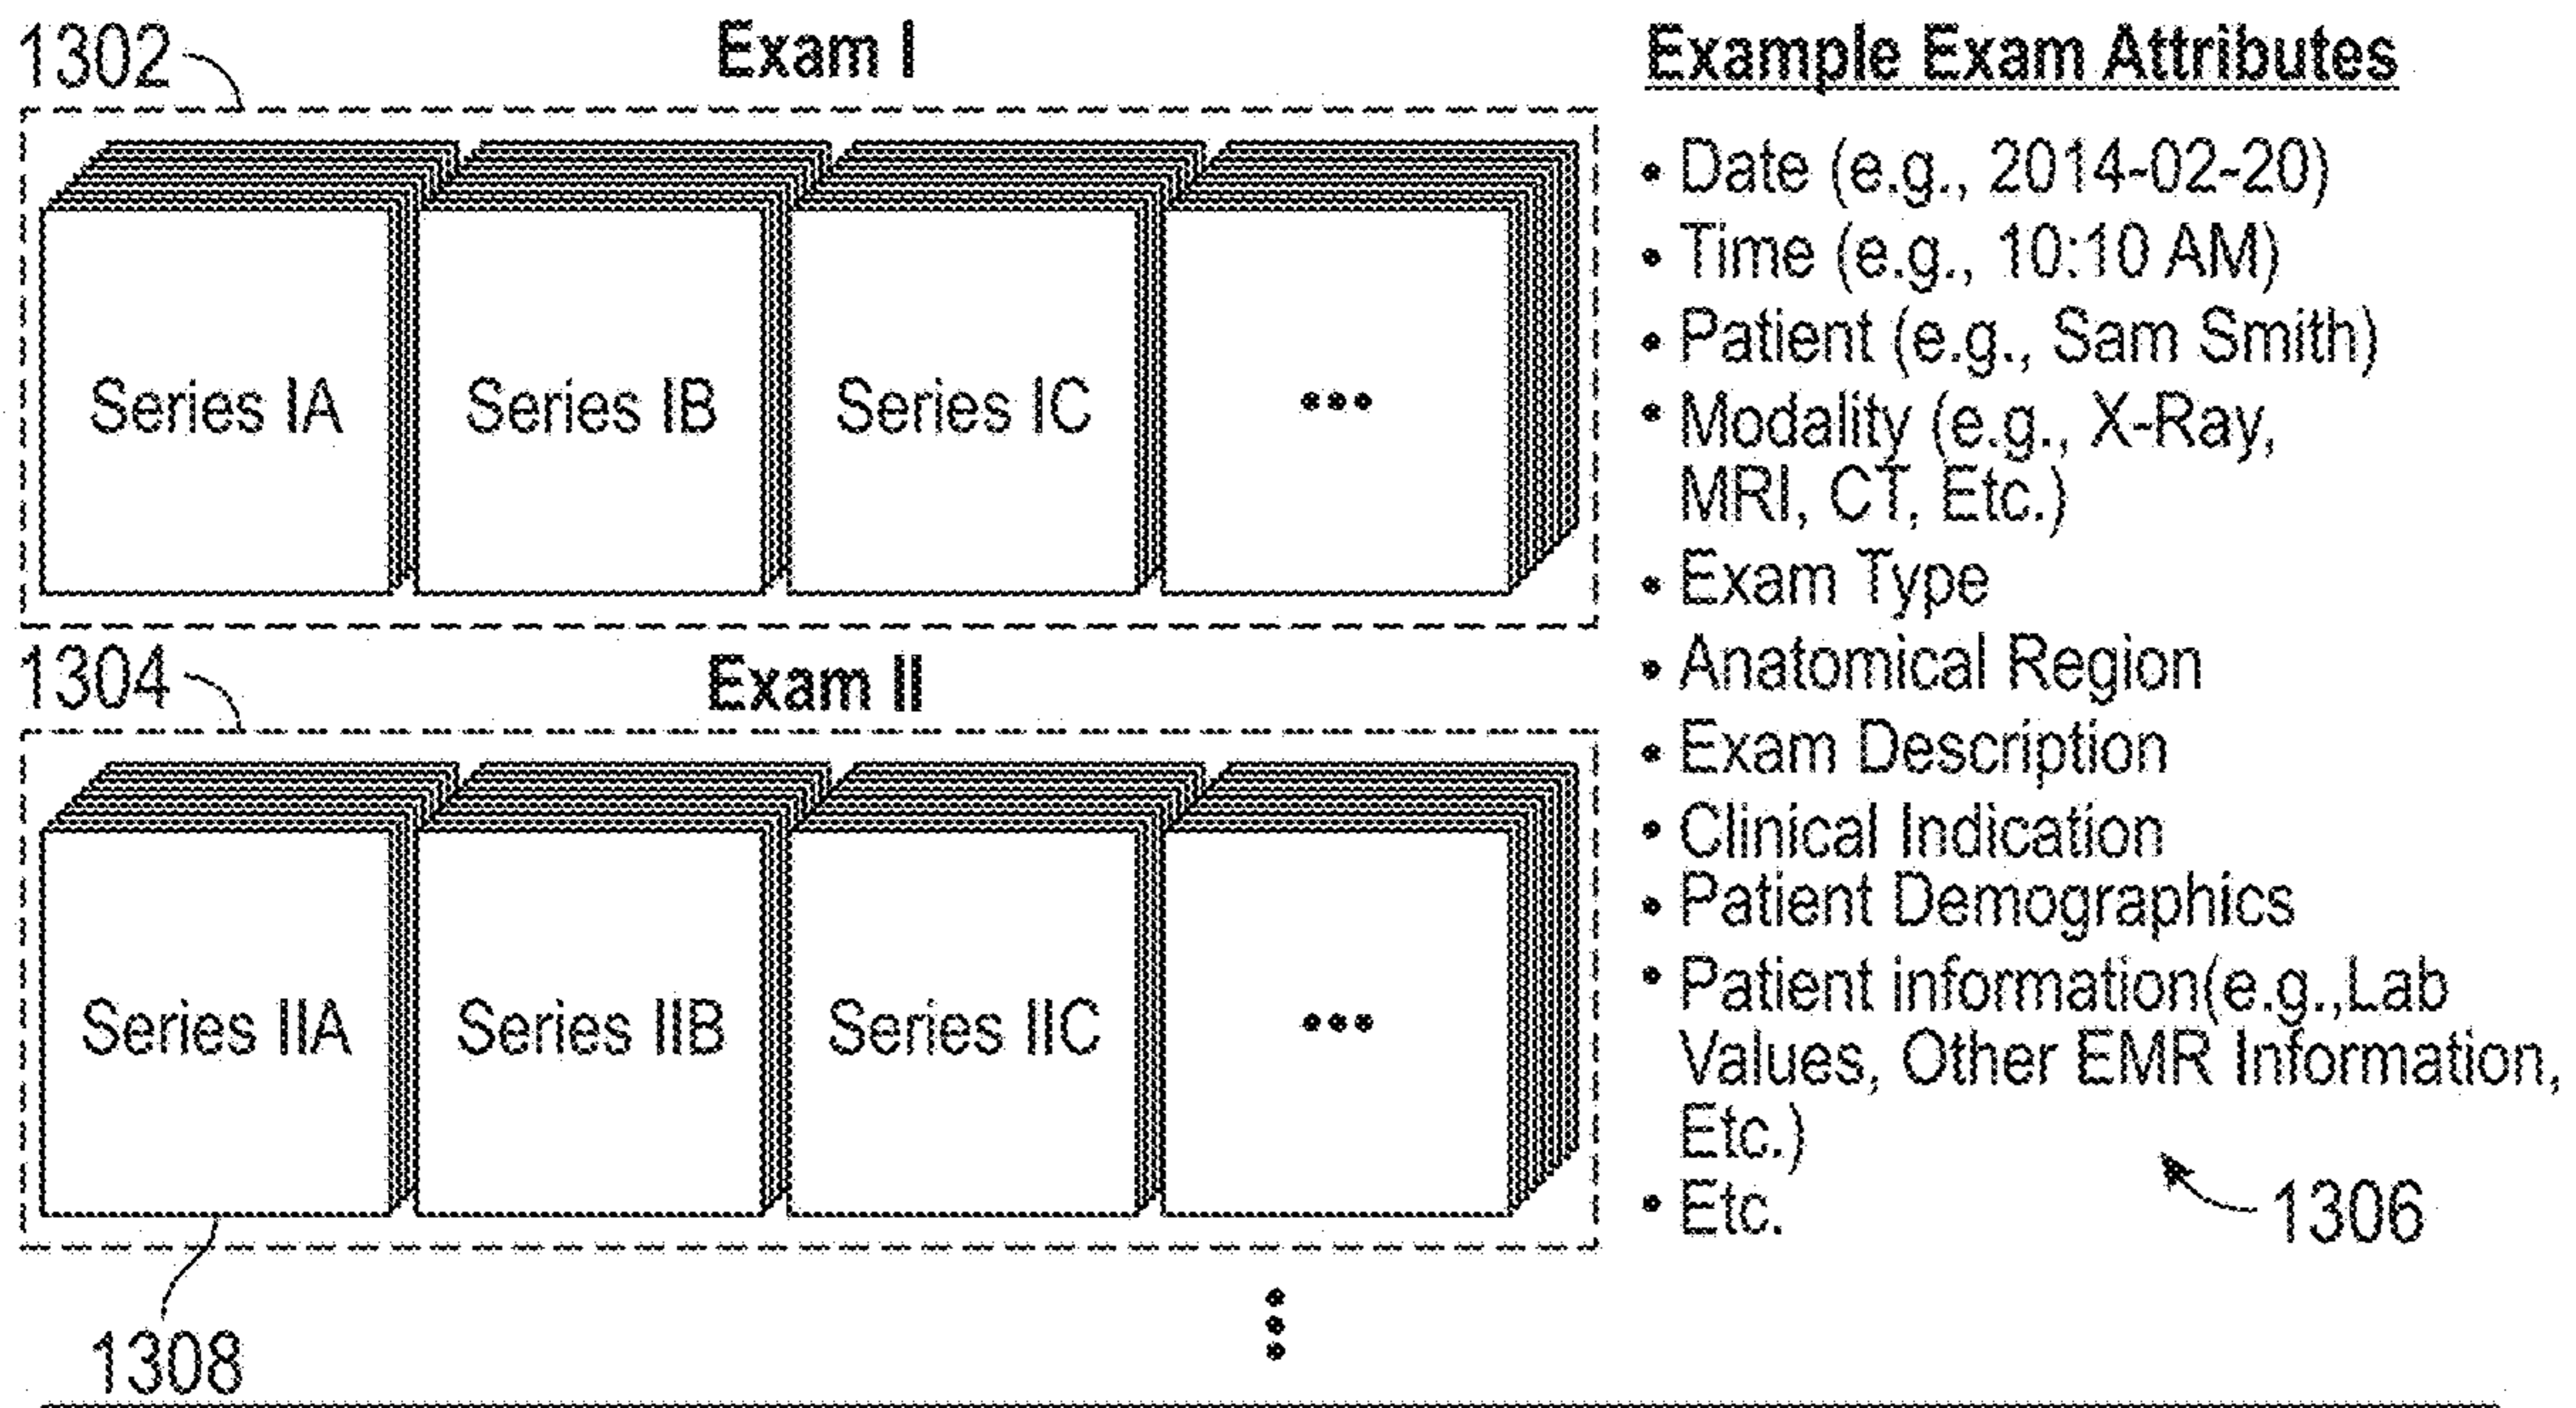 1302
Exam I
Series IA
Series IB
Series IC
•••
1304
Exam II
Series IIA
Series IIB
Series IIC
•••
1308
Example Exam Attributes
• Date (e.g., 2014-02-20)
• Time (e.g., 10:10 AM)
• Patient (e.g., Sam Smith)
• Modality (e.g., X-Ray,
MRI, CT, Etc.)
• Exam Type
• Anatomical Region
• Exam Description
• Clinical Indication
• Patient Demographics
• Patient information(e.g.,Lab
Values, Other EMR Information,
Etc.)
• Etc.
1306